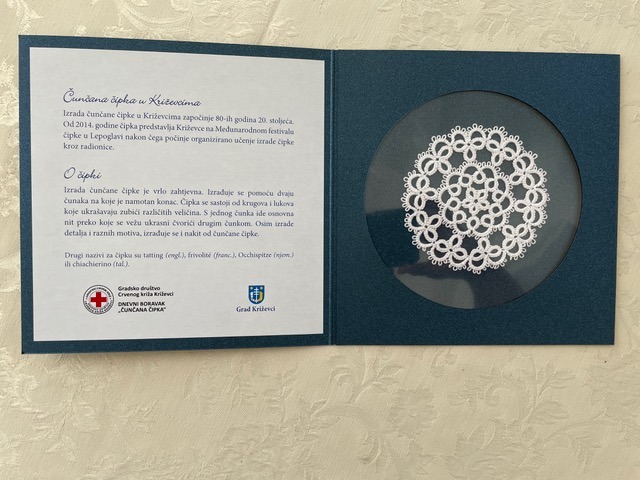 Čunčana čipka u Križevcima
Izrada čunčane čipke u Križevcima započinje 80-ih godina 20. stoljeća.
Od 2014. godine čipka predstavlja Križevce na Međunarodnom festivalu
čipke u Lepoglavi nakon čega počinje organizirano učenje izrade čipke
kroz radionice.
O čipki
Izrada čunčane čipke je vrlo zahtjevna. Izrađuje se pomoću dvaju
čunaka na koje je namotan konac. Čipka se sastoji od krugova i lukova
koje ukrašavaju zubići različitih veličina. S jednog čunka ide osnovna
nit preko koje se vežu ukrasni čvorići drugim čunkom. Osim izrade
detalja i raznih motiva, izrađuje se i nakit od čunčane čipke.
Drugi nazivi za čipku su tatting (engl.), frivolité (franc.), Occhispitze (njem.)
ili chiachierino (tal.).
Gradsko društvo
Crvenog križa Križevci
DNEVNI BORAVAK
„ČUNČANA ČIPKA"
Grad Križevci